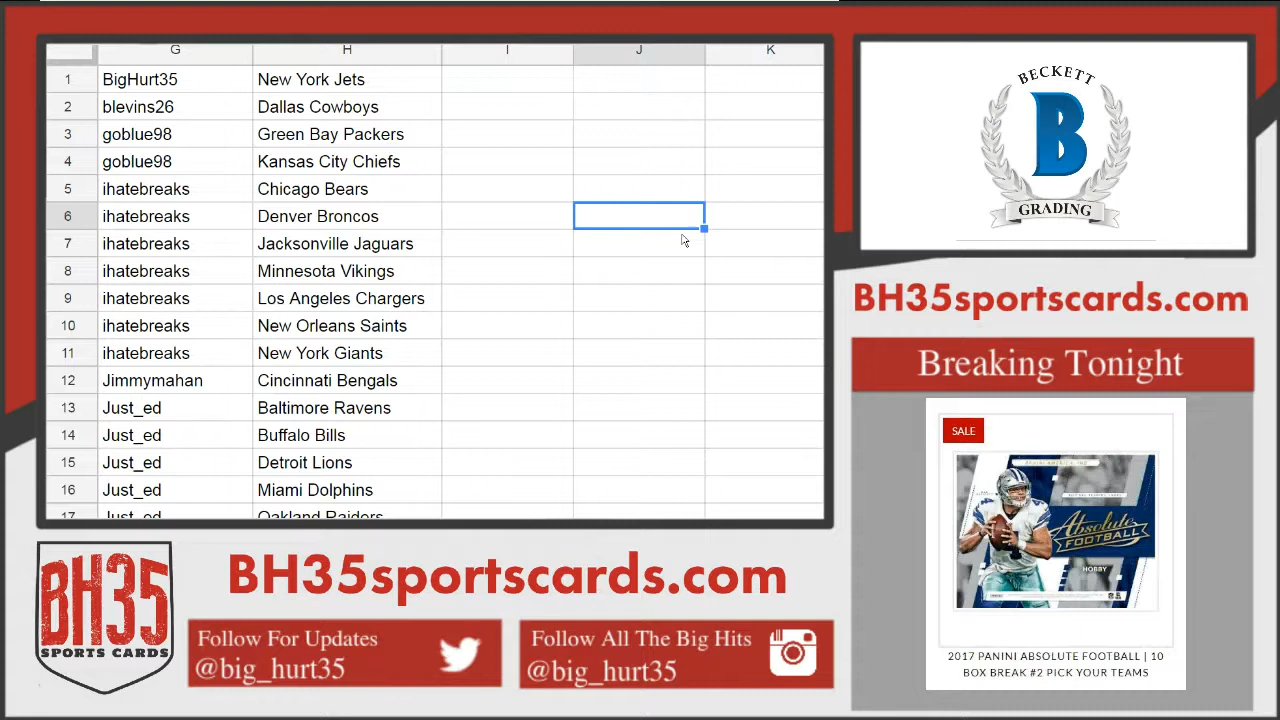 G H I J K
1 BigHurt35 New York Jets
2 blevins26 Dallas Cowboys
3 goblue98 Green Bay Packers
4 goblue98 Kansas City Chiefs
5 ihatebreaks Chicago Bears
6 ihatebreaks Denver Broncos
7 ihatebreaks Jacksonville Jaguars
8 ihatebreaks Minnesota Vikings
9 ihatebreaks Los Angeles Chargers
10 ihatebreaks New Orleans Saints
11 ihatebreaks New York Giants
12 Jimmymahan Cincinnati Bengals
13 Just_ed Baltimore Ravens
14 Just_ed Buffalo Bills
15 Just_ed Detroit Lions
16 Just_ed Miami Dolphins
17 Just_ed Oakland Raiders
BECKETT
B
GRADING
BH35sportscards.com
Breaking Tonight
SALE
Absolute
FOOTBALL
HOBBY
2017 PANINI ABSOLUTE FOOTBALL | 10
BOX BREAK #2 PICK YOUR TEAMS
BH35
SPORTS CARDS
BH35sportscards.com
Follow For Updates
@big_hurt35
Follow All The Big Hits
@big_hurt35